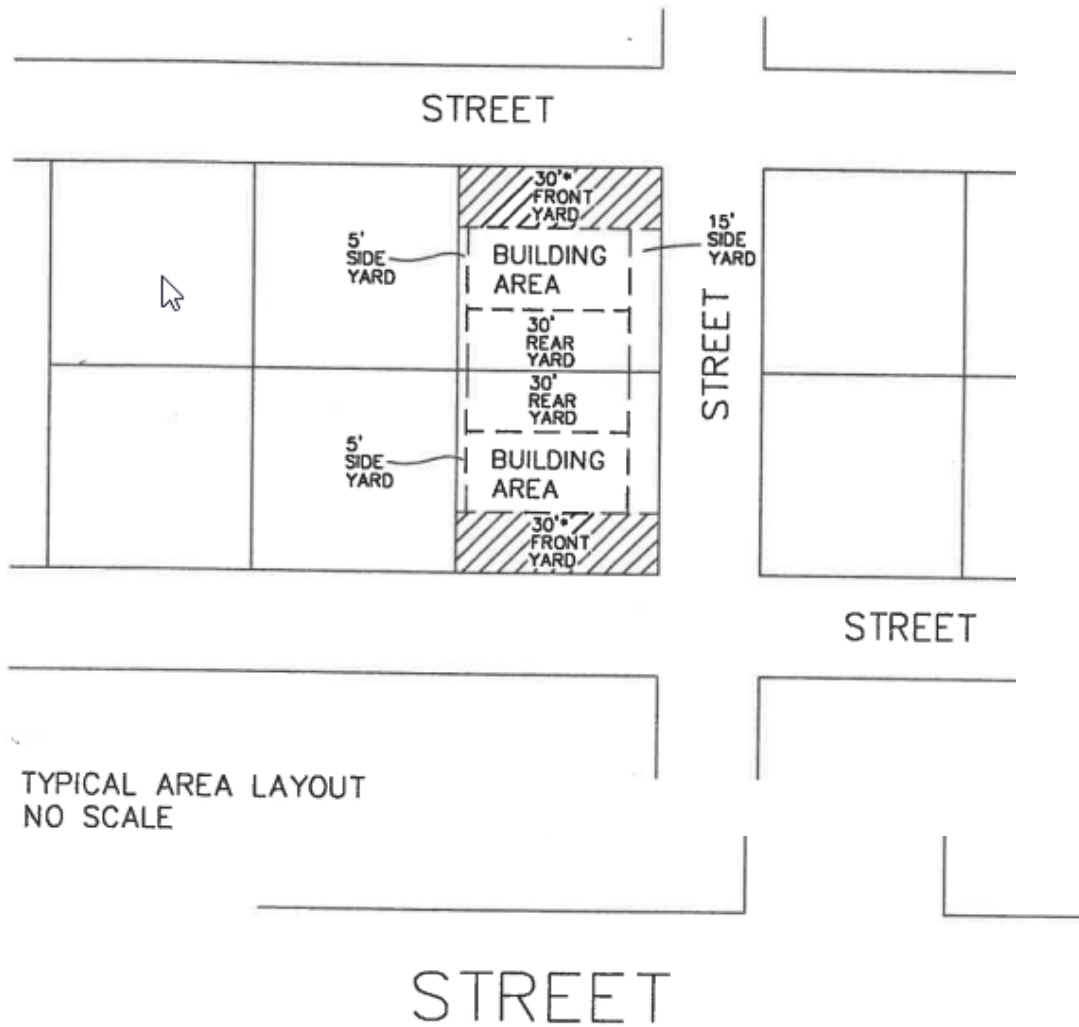 STREET
30'*
FRONT
YARD
5'
SIDE
YARD
BUILDING
AREA
15'
SIDE
YARD
30'
REAR
YARD
STREET
30'
REAR
YARD
5'
SIDE
YARD
BUILDING
AREA
30'*
FRONT
YARD
STREET
TYPICAL AREA LAYOUT
NO SCALE
STREET